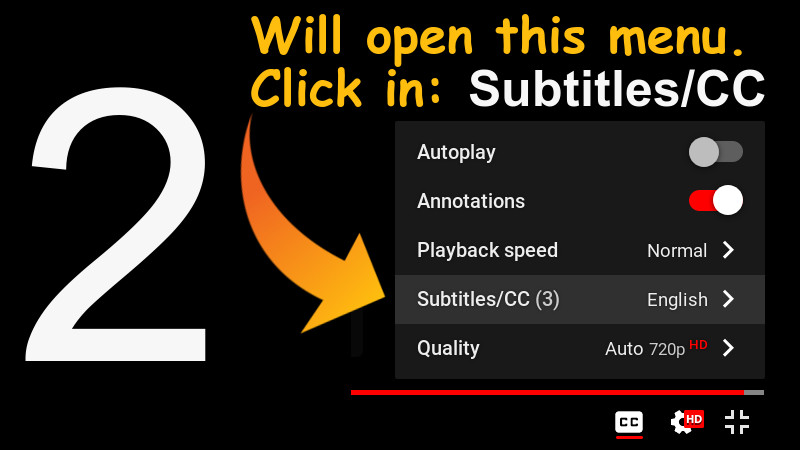 2
Will open this menu.
Click in: Subtitles/CC
Autoplay
Annotations
Playback speed Normal
Subtitles/CC (3) English
Quality Auto 720p HD
CC HD